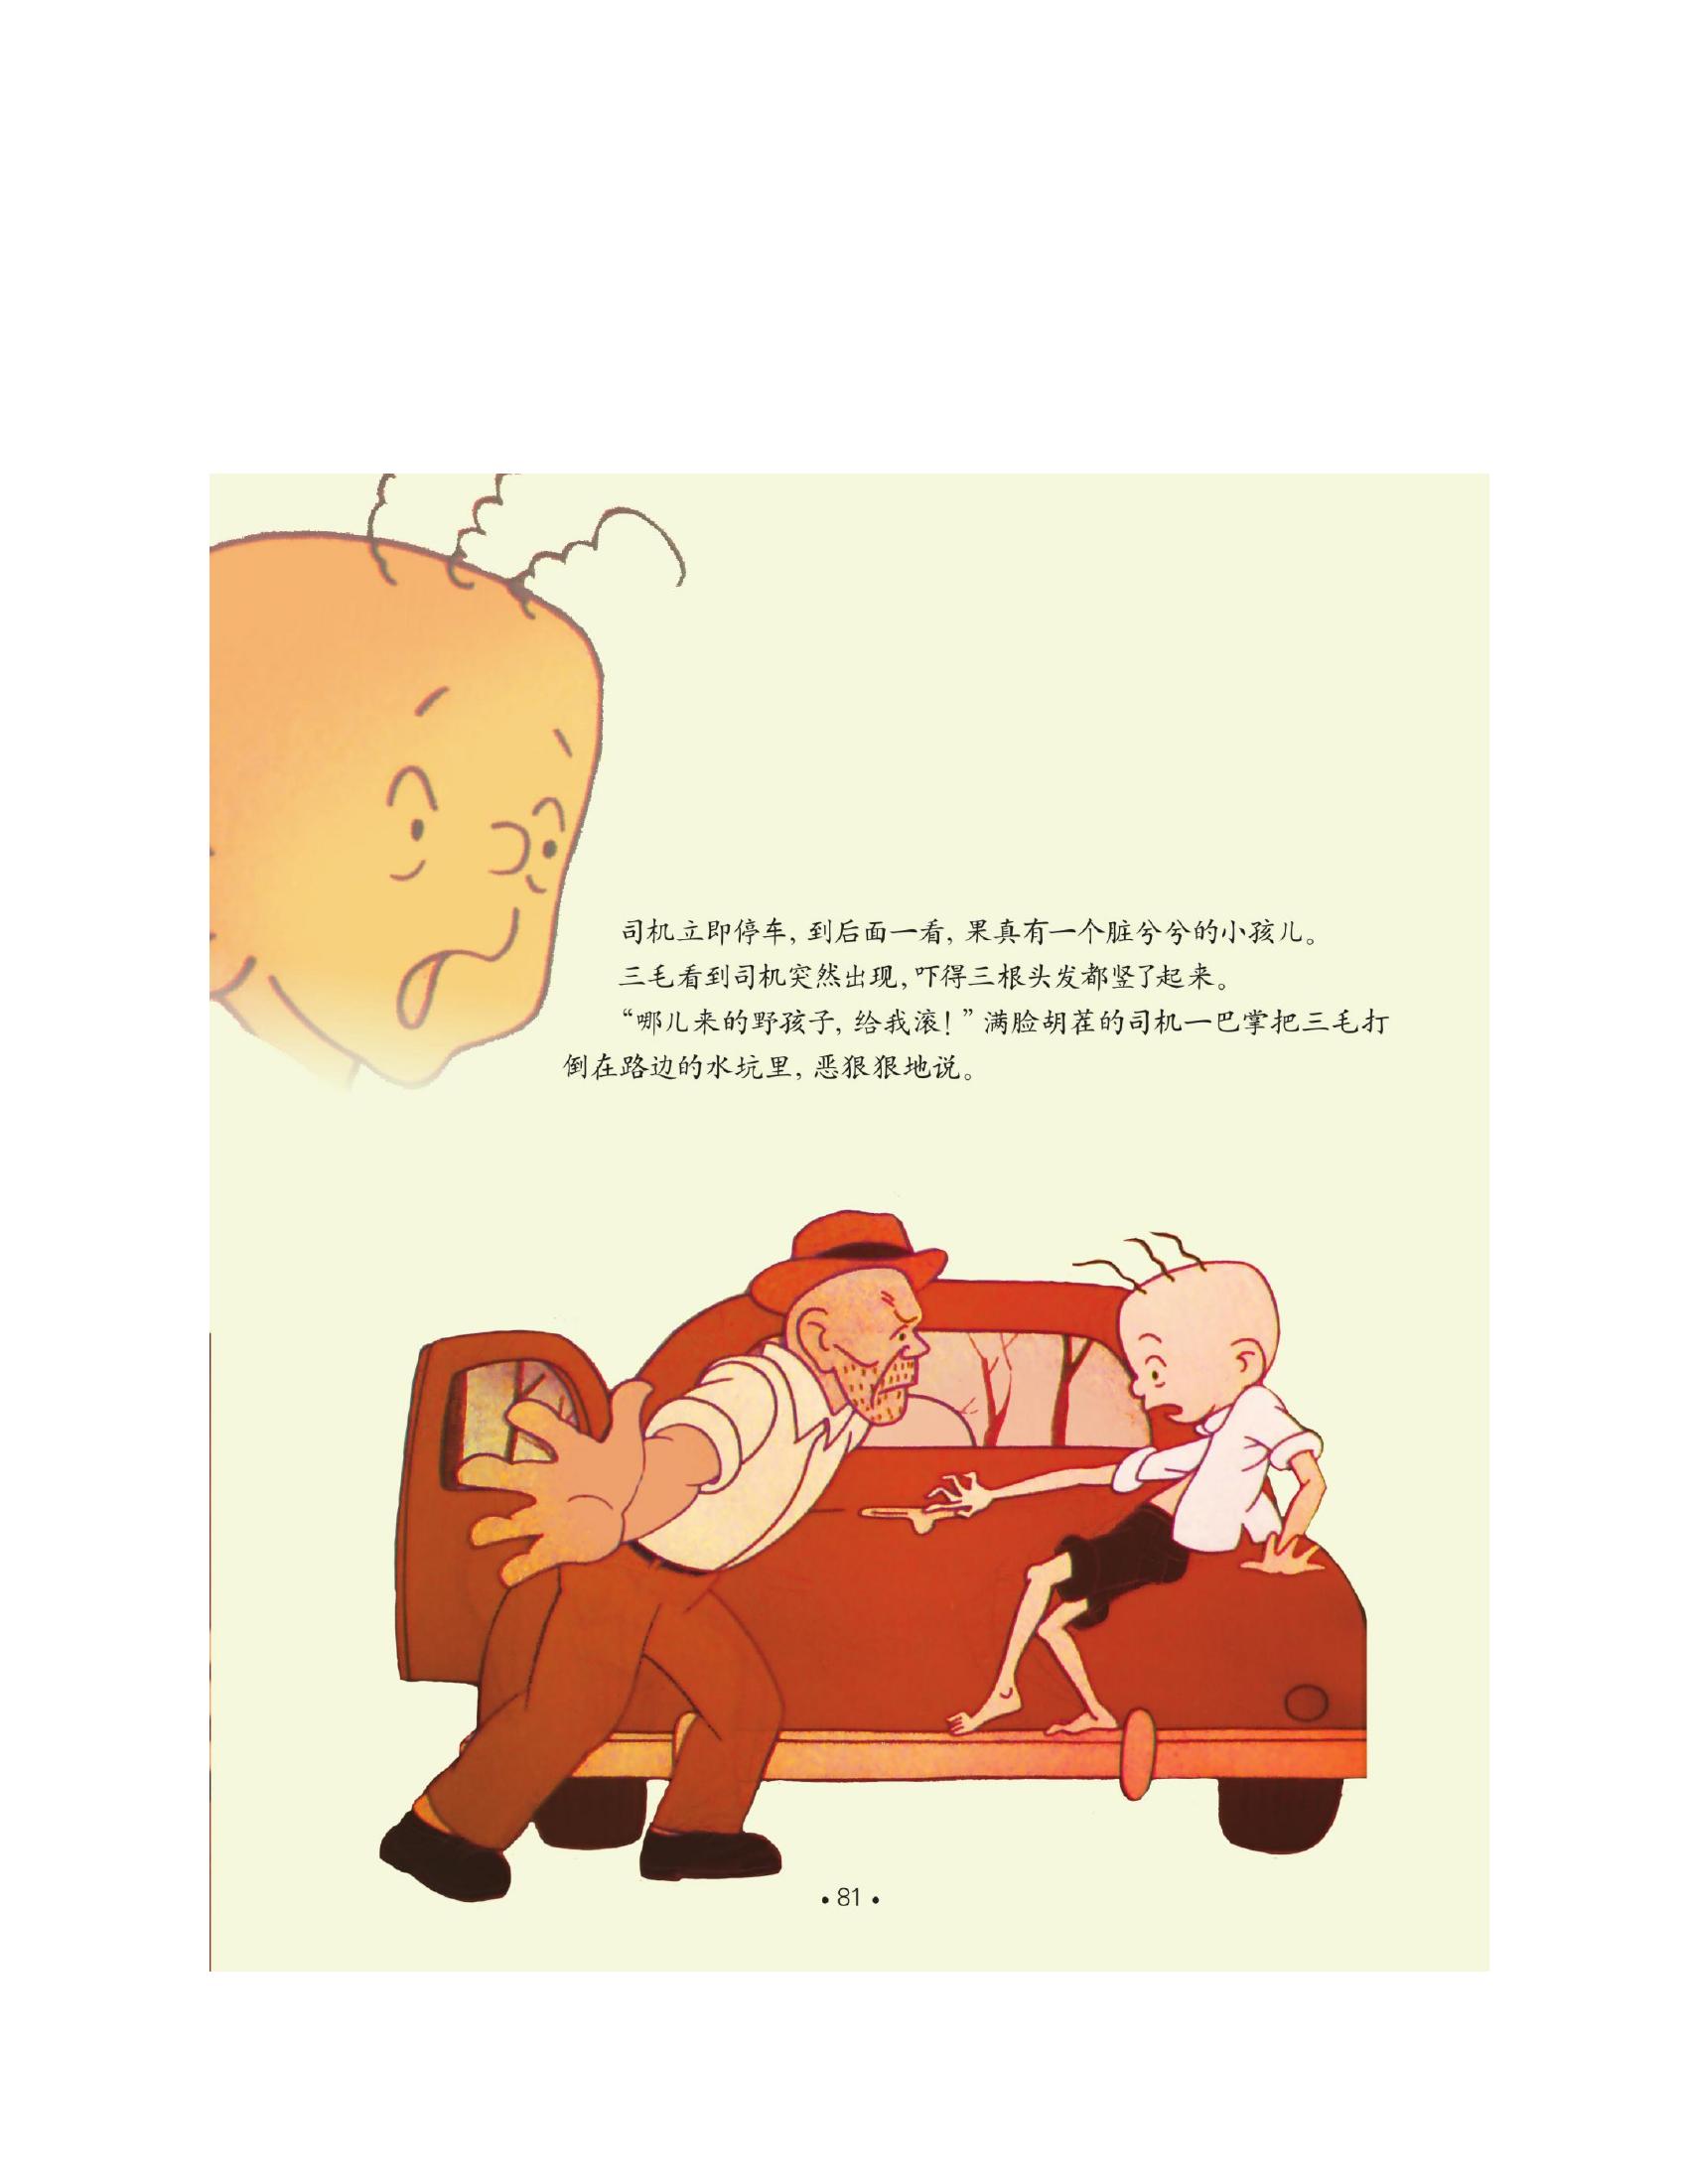 司机立即停车，到后面一看，果真有一个脏兮兮的小孩儿。
三毛看到司机突然出现，吓得三根头发都竖了起来。
“哪儿来的野孩子，给我滚！”满脸胡茬的司机一巴掌把三毛打
倒在路边的水坑里，恶狠狠地说。
• 81 •